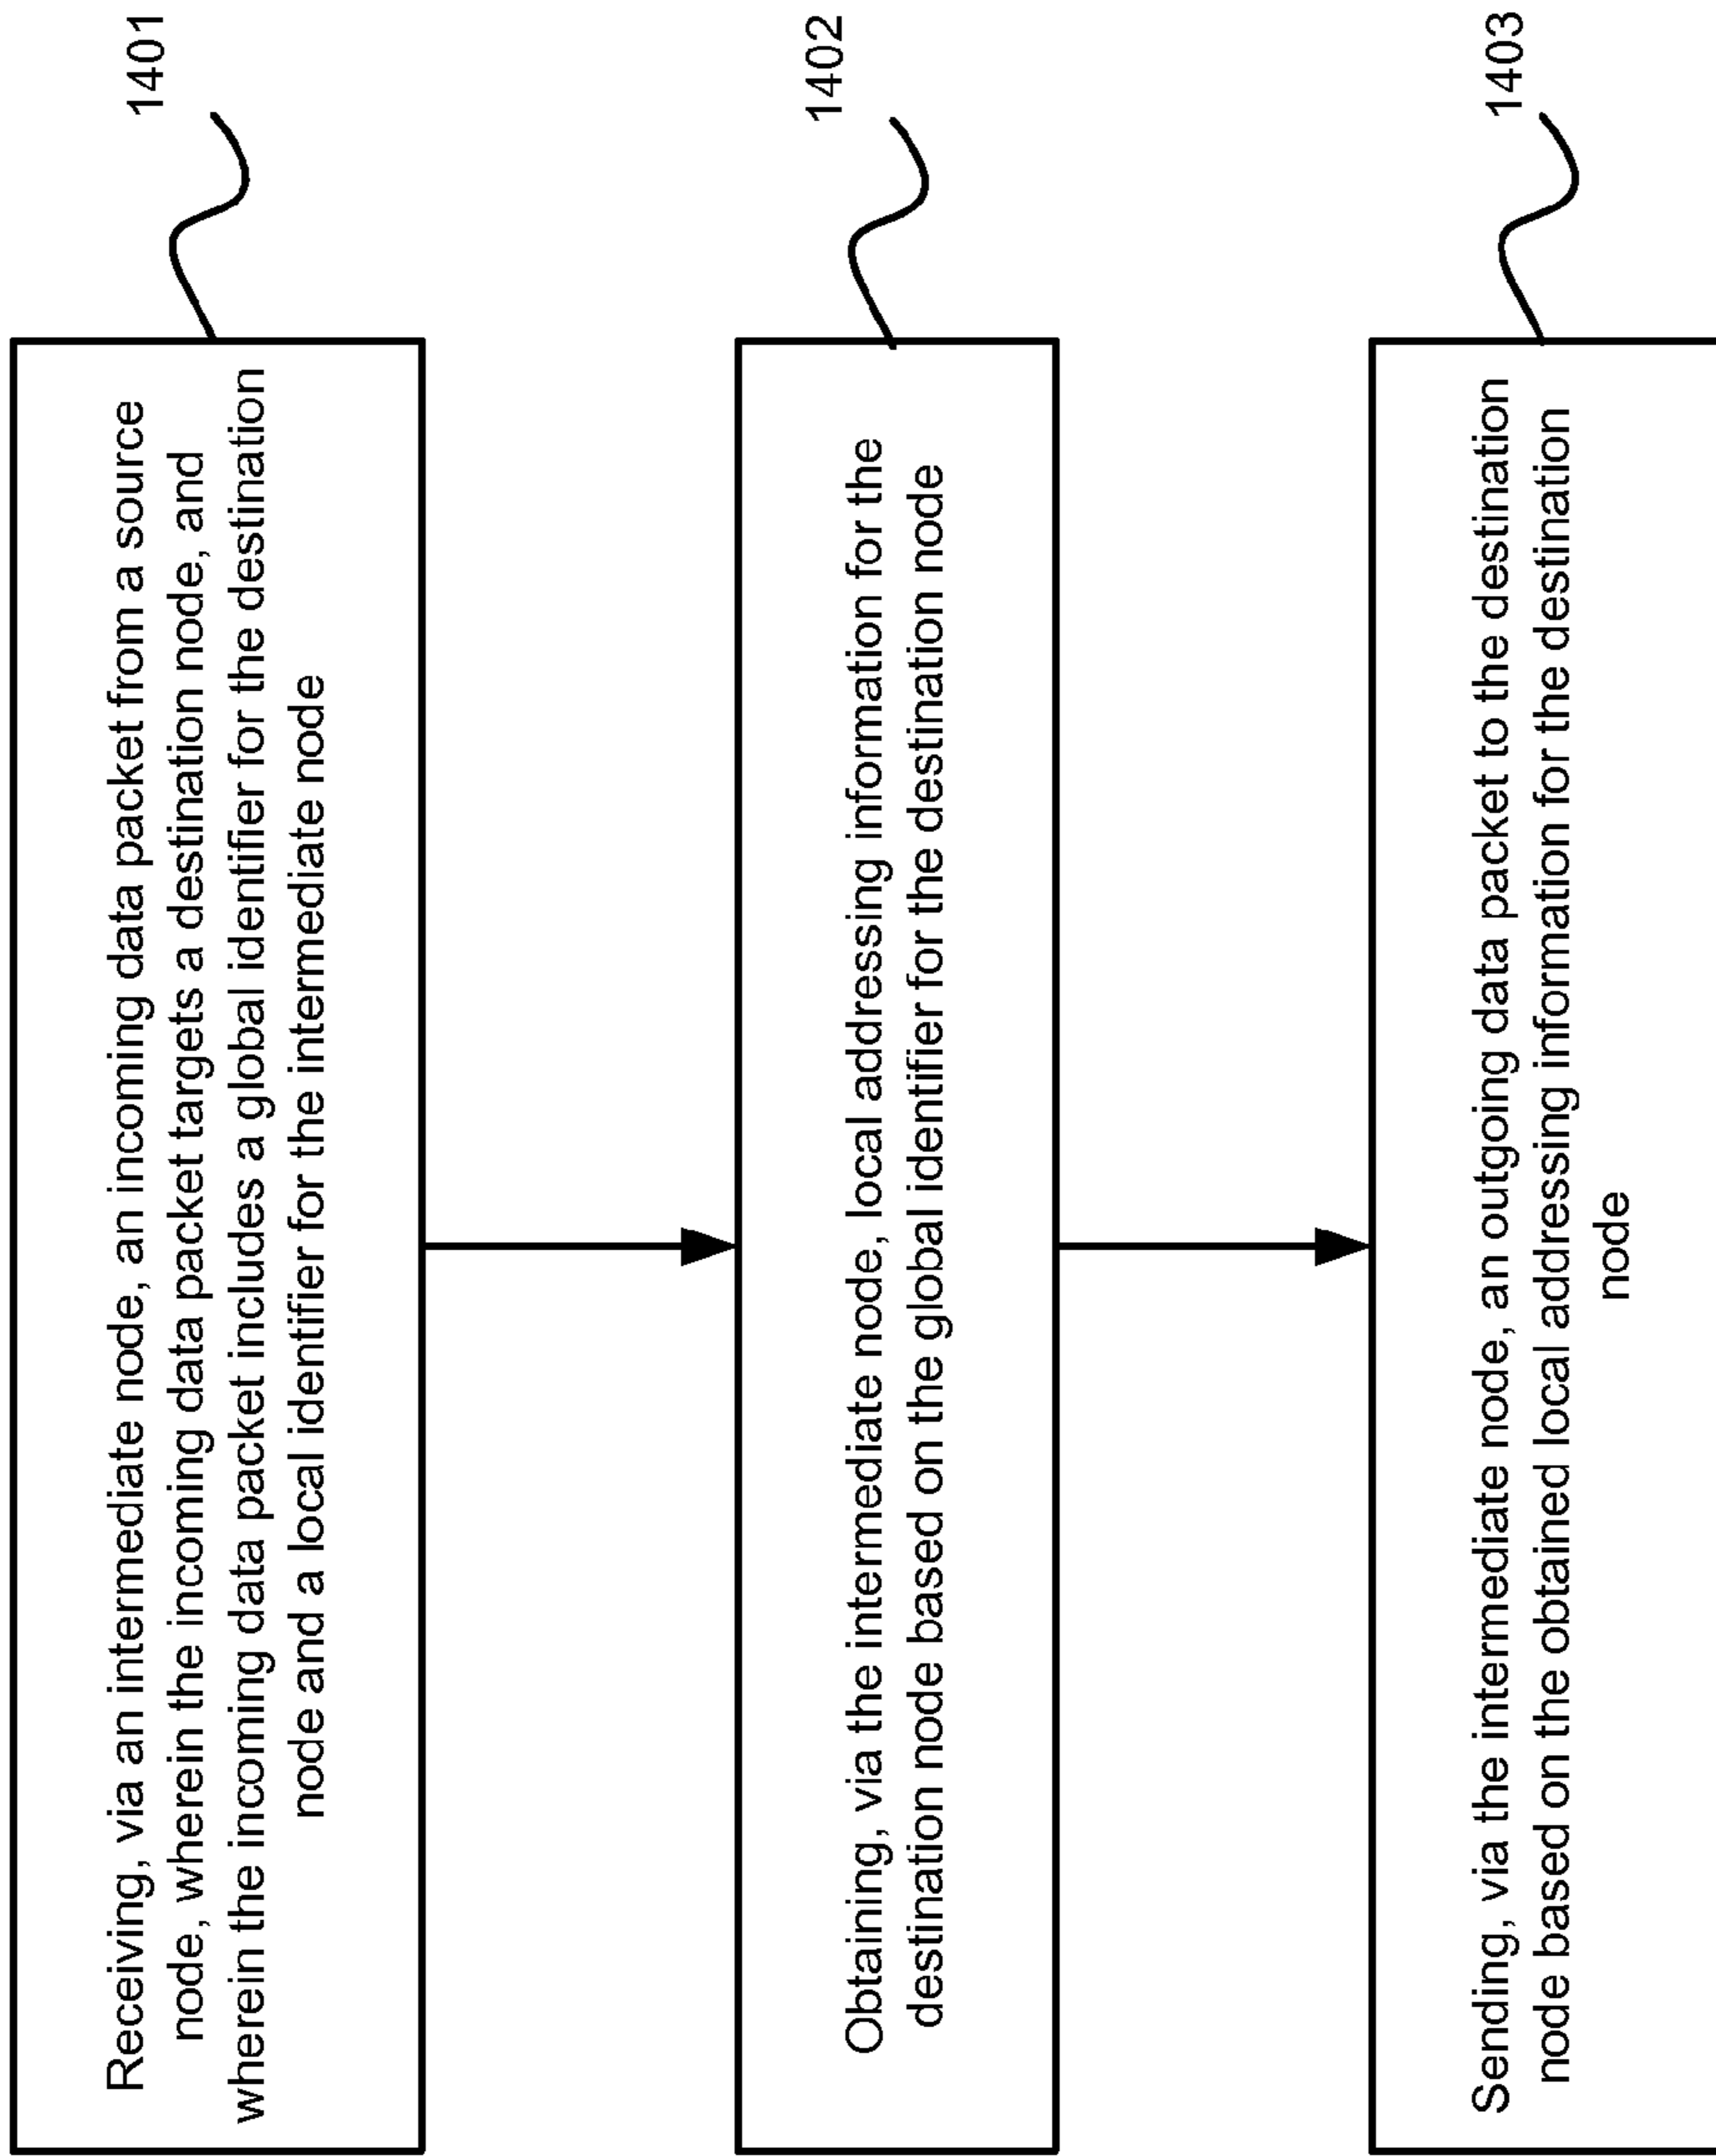 1401
Receiving, via an intermediate node, an incoming data packet from a source
node, wherein the incoming data packet targets a destination node, and
wherein the incoming data packet includes a global identifier for the destination
node and a local identifier for the intermediate node
1402
Obtaining, via the intermediate node, local addressing information for the
destination node based on the global identifier for the destination node
1403
Sending, via the intermediate node, an outgoing data packet to the destination
node based on the obtained local addressing information for the destination
node